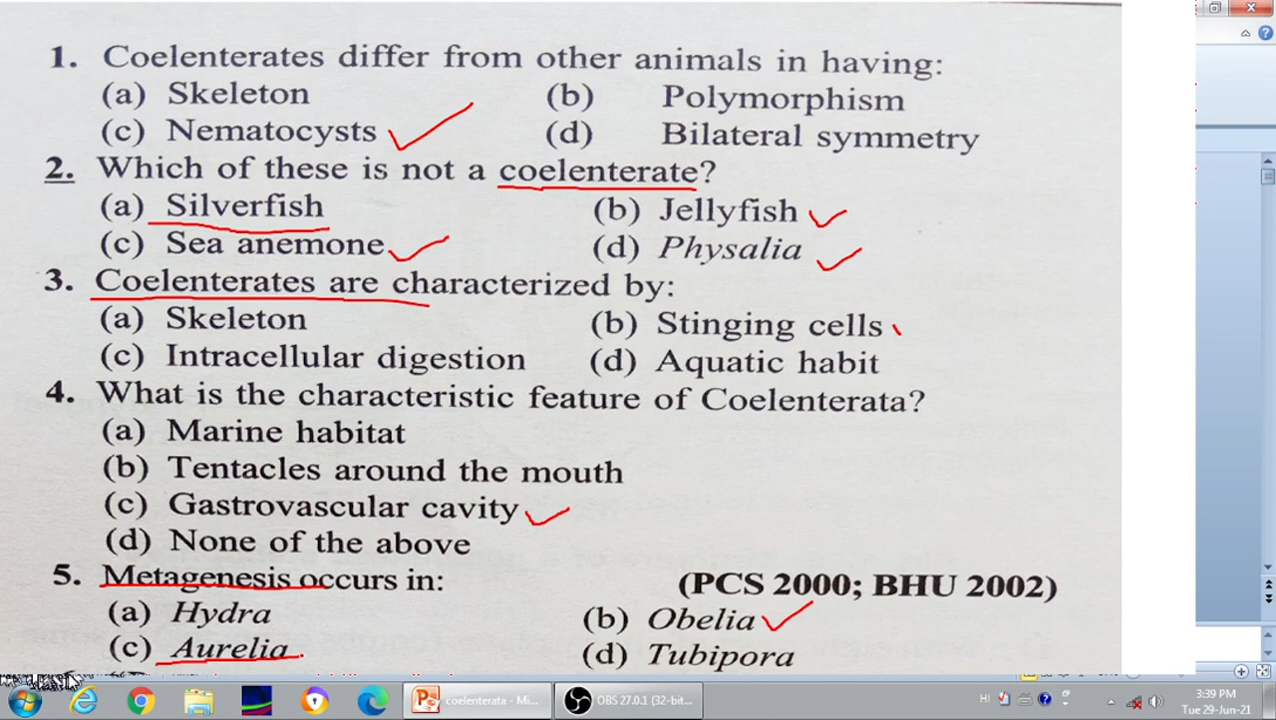 1. Coelenterates differ from other animals in having:
(a) Skeleton (b) Polymorphism
(c) Nematocysts (d) Bilateral symmetry
2. Which of these is not a coelenterate?
(a) Silverfish (b) Jellyfish
(c) Sea anemone (d) Physalia
3. Coelenterates are characterized by:
(a) Skeleton (b) Stinging cells
(c) Intracellular digestion (d) Aquatic habit
4. What is the characteristic feature of Coelenterata?
(a) Marine habitat
(b) Tentacles around the mouth
(c) Gastrovascular cavity
(d) None of the above
5. Metagenesis occurs in: (PCS 2000; BHU 2002)
(a) Hydra (b) Obelia
(c) Aurelia (d) Tubipora
coelenterata - Mi... OBS 27.0.1 (32-bit... HI 3:39 PM
Tue 29-Jun-21